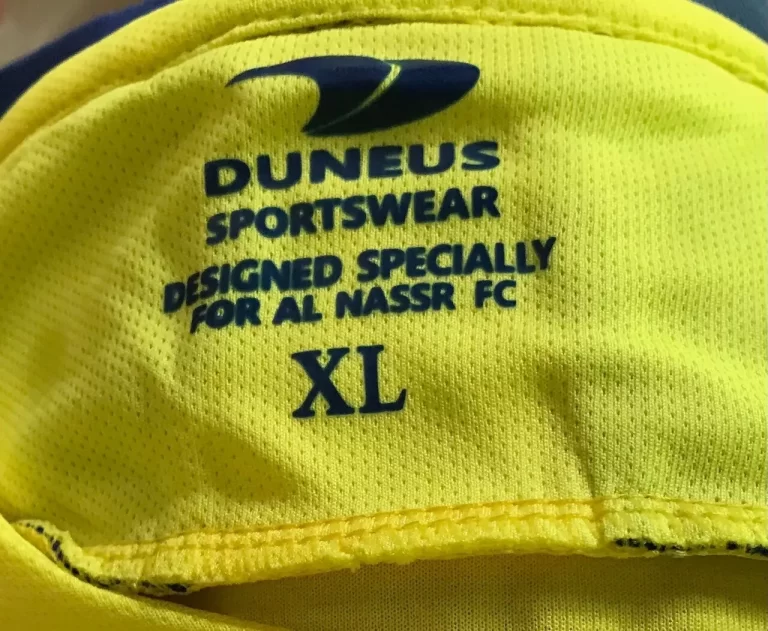 DUNEUS
SPORTSWEAR
DESIGNED SPECIALLY
FOR AL NASSR FC
XL